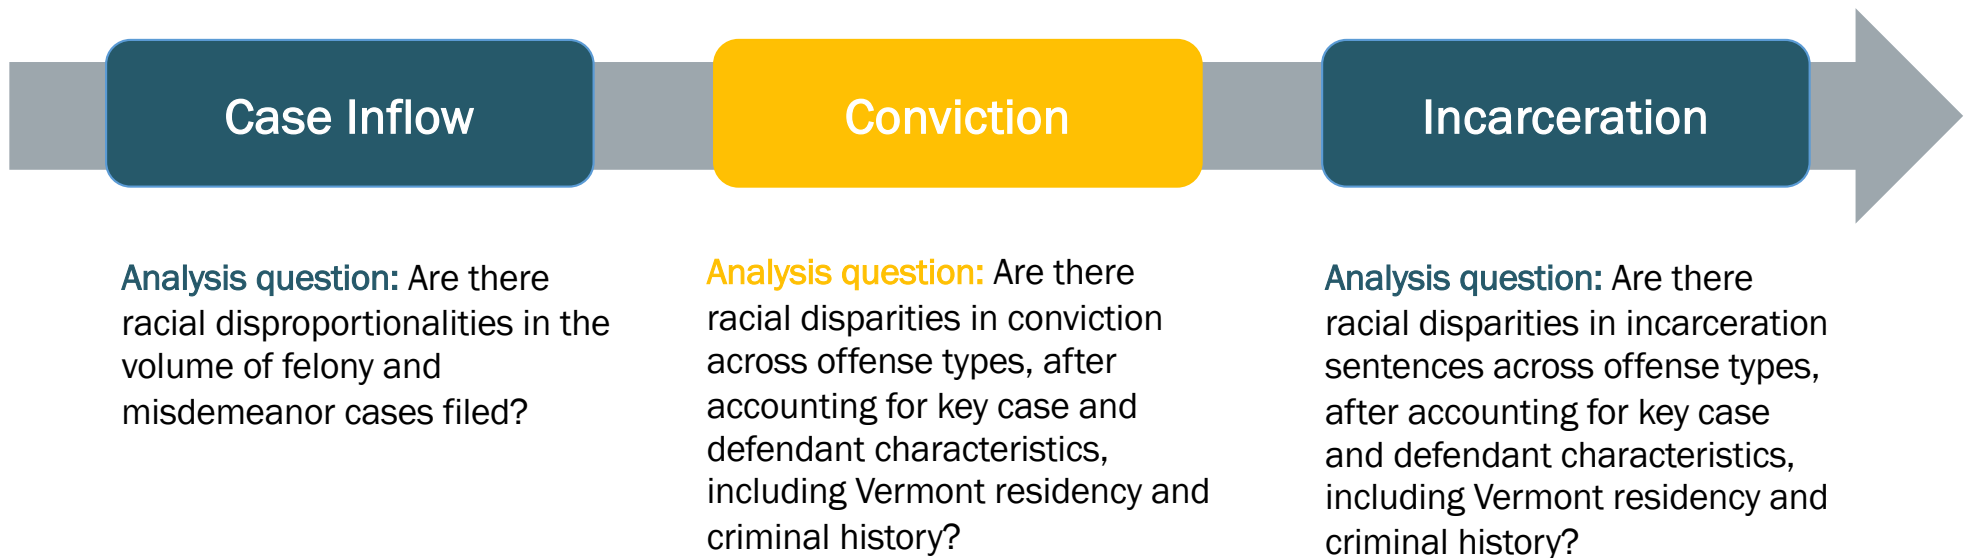 Case Inflow
Conviction
Incarceration
Analysis question: Are there
racial disproportionalities in the
volume of felony and
misdemeanor cases filed?
Analysis question: Are there
racial disparities in conviction
across offense types, after
accounting for key case and
defendant characteristics,
including Vermont residency and
criminal history?
Analysis question: Are there
racial disparities in incarceration
sentences across offense types,
after accounting for key case
and defendant characteristics,
including Vermont residency and
criminal history?